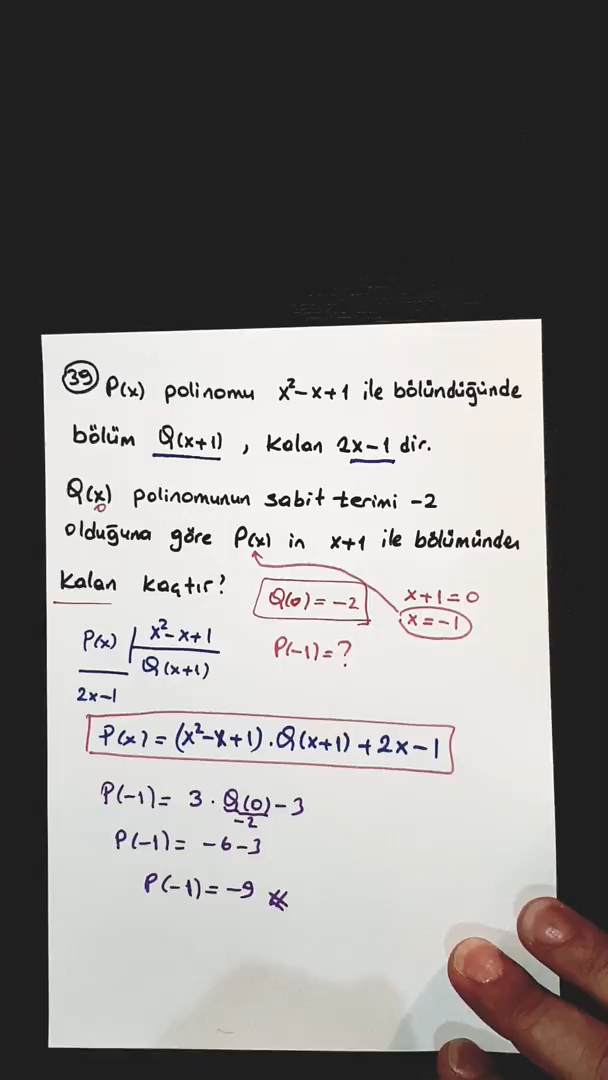 39 P(x) polinomu x²-x+1 ile bölündüğünde
bölüm Q(x+1) , kalan 2x-1 dir.
Q(x) polinomunun sabit terimi -2
0
olduğuna göre P(x) in x+1 ile bölümünden
kalan kaçtır?
Q(0) = -2
x+1=0
x=-1
P(-1)=?
P(x) x²-x+1
Q(x+1)
2x-1
P(x) = (x²-x+1).Q(x+1)+2x-1
P(-1)= 3 . Q(0)-3
-2
P(-1)= -6-3
P(-1)= -9